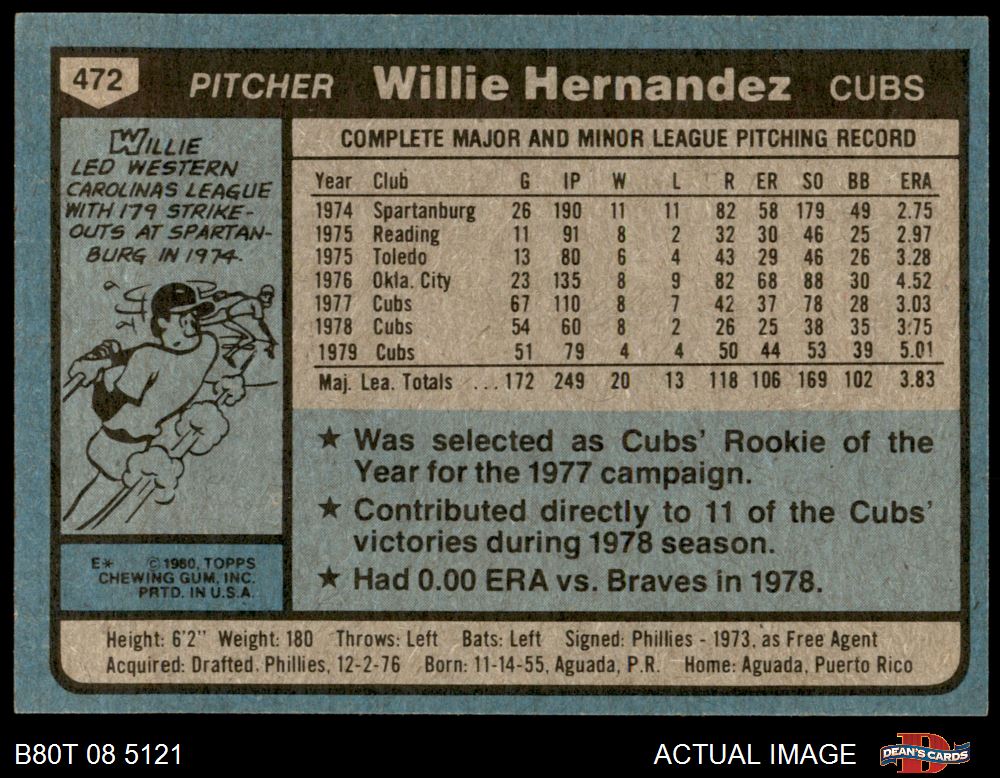 472 PITCHER Willie Hernandez CUBS
WILLIE
LED WESTERN
CAROLINAS LEAGUE
WITH 179 STRIKE-
OUTS AT SPARTAN-
BURG IN 1974.
COMPLETE MAJOR AND MINOR LEAGUE PITCHING RECORD
Year Club G IP W L R ER SO BB ERA
1974 Spartanburg 26 190 11 11 82 58 179 49 2.75
1975 Reading 11 91 8 2 32 30 46 25 2.97
1975 Toledo 13 80 6 4 43 29 46 26 3.28
1976 Okla. City 23 135 8 9 82 68 88 30 4.52
1977 Cubs 67 110 8 7 42 37 78 28 3.03
1978 Cubs 54 60 8 2 26 25 38 35 3.75
1979 Cubs 51 79 4 4 50 44 53 39 5.01
Maj. Lea. Totals ...172 249 20 13 118 106 169 102 3.83
★ Was selected as Cubs' Rookie of the
Year for the 1977 campaign.
★ Contributed directly to 11 of the Cubs'
victories during 1978 season.
★ Had 0.00 ERA vs. Braves in 1978.
E* ©1980, TOPPS
CHEWING GUM, INC.
PRTD. IN U.S.A.
Height: 6'2" Weight: 180 Throws: Left Bats: Left Signed: Phillies - 1973, as Free Agent
Acquired: Drafted. Phillies, 12-2-76 Born: 11-14-55, Aguada, P.R. Home: Aguada, Puerto Rico
B80T 08 5121 ACTUAL IMAGE DEAN'S CARDS